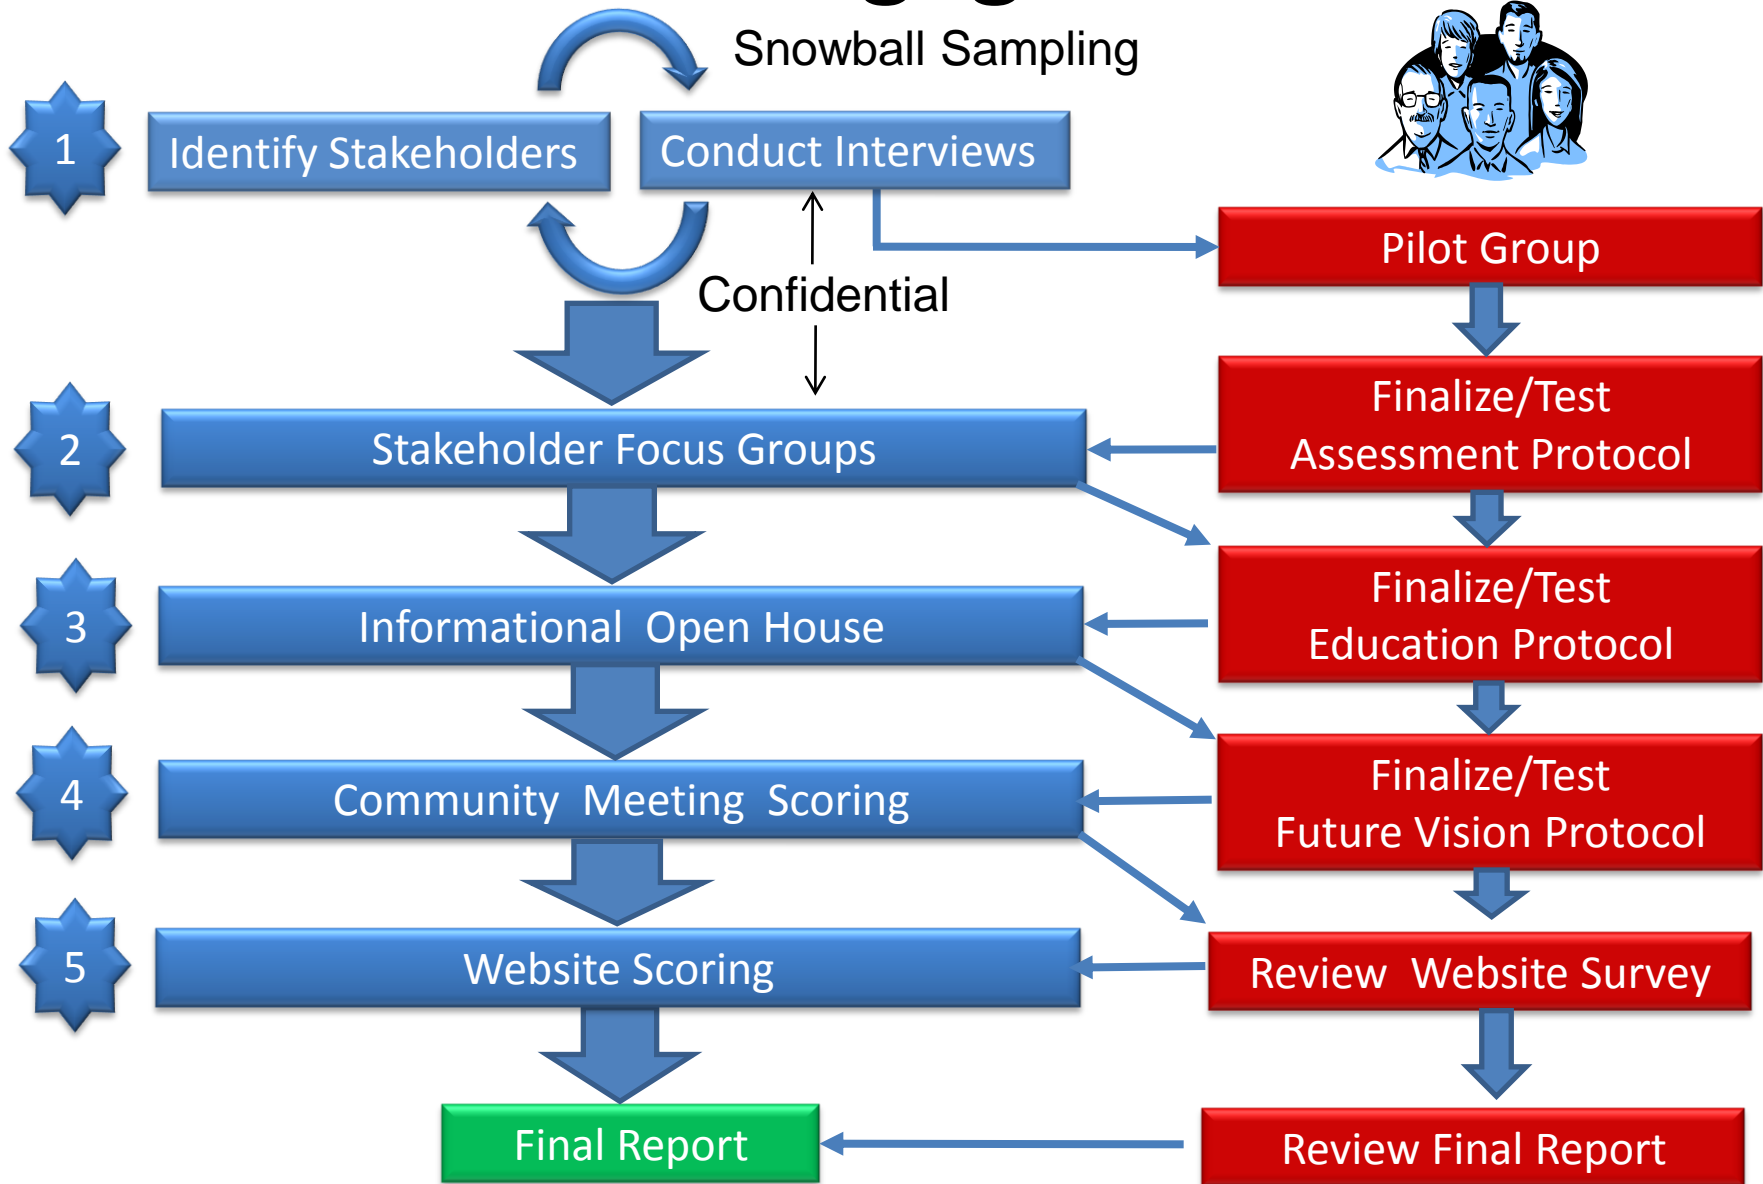 Snowball Sampling
1
Identify Stakeholders
Conduct Interviews
Pilot Group
Confidential
Finalize/Test
Assessment Protocol
2
Stakeholder Focus Groups
Finalize/Test
Education Protocol
3
Informational Open House
Finalize/Test
Future Vision Protocol
4
Community Meeting Scoring
5
Website Scoring
Review Website Survey
Final Report
Review Final Report